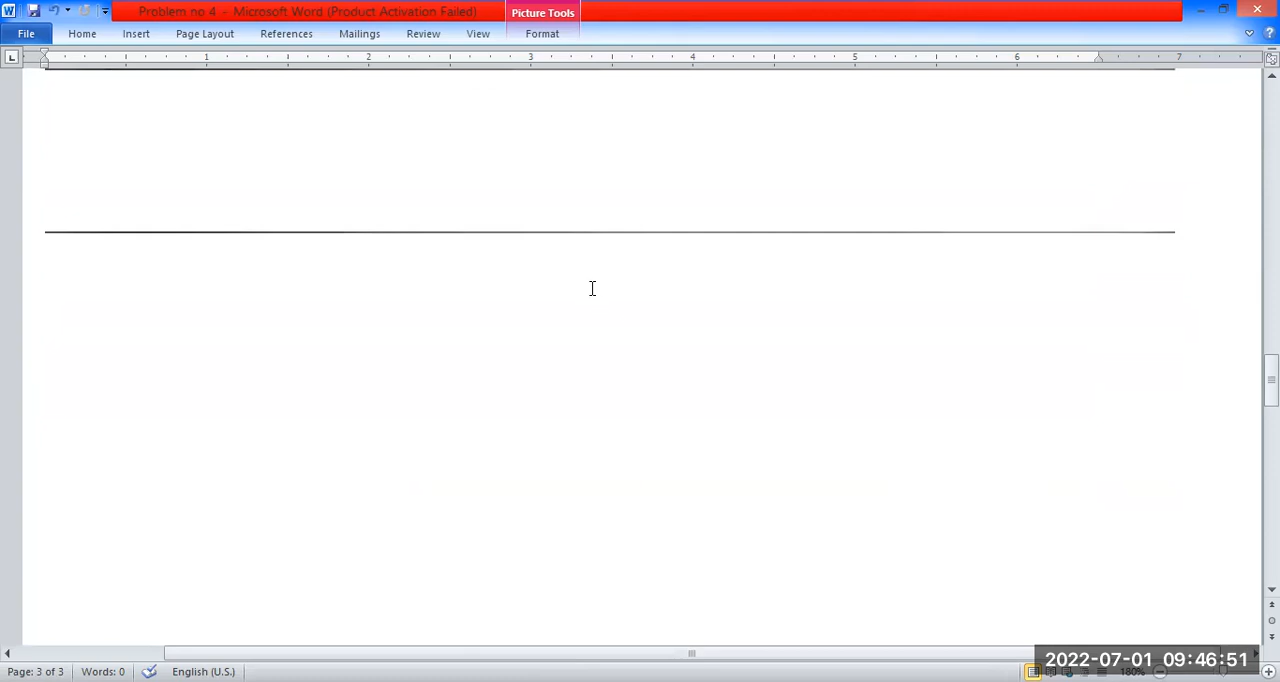 Problem no 4 - Microsoft Word (Product Activation Failed)
Picture Tools
File Home Insert Page Layout References Mailings Review View Format
1 2 3 4 5 6 7
Page: 3 of 3 Words: 0 English (U.S.) 180%
2022-07-01 09:46:51